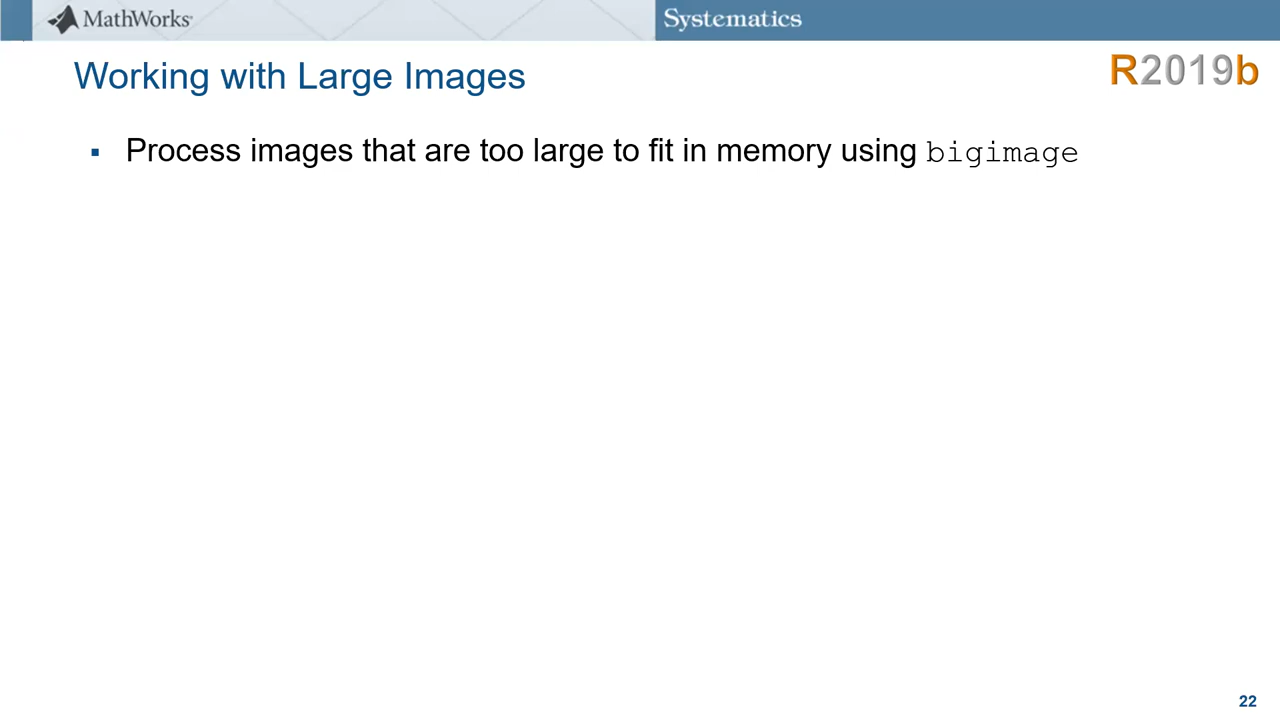 MathWorks
Systematics
Working with Large Images
R2019b
▪ Process images that are too large to fit in memory using bigimage
22